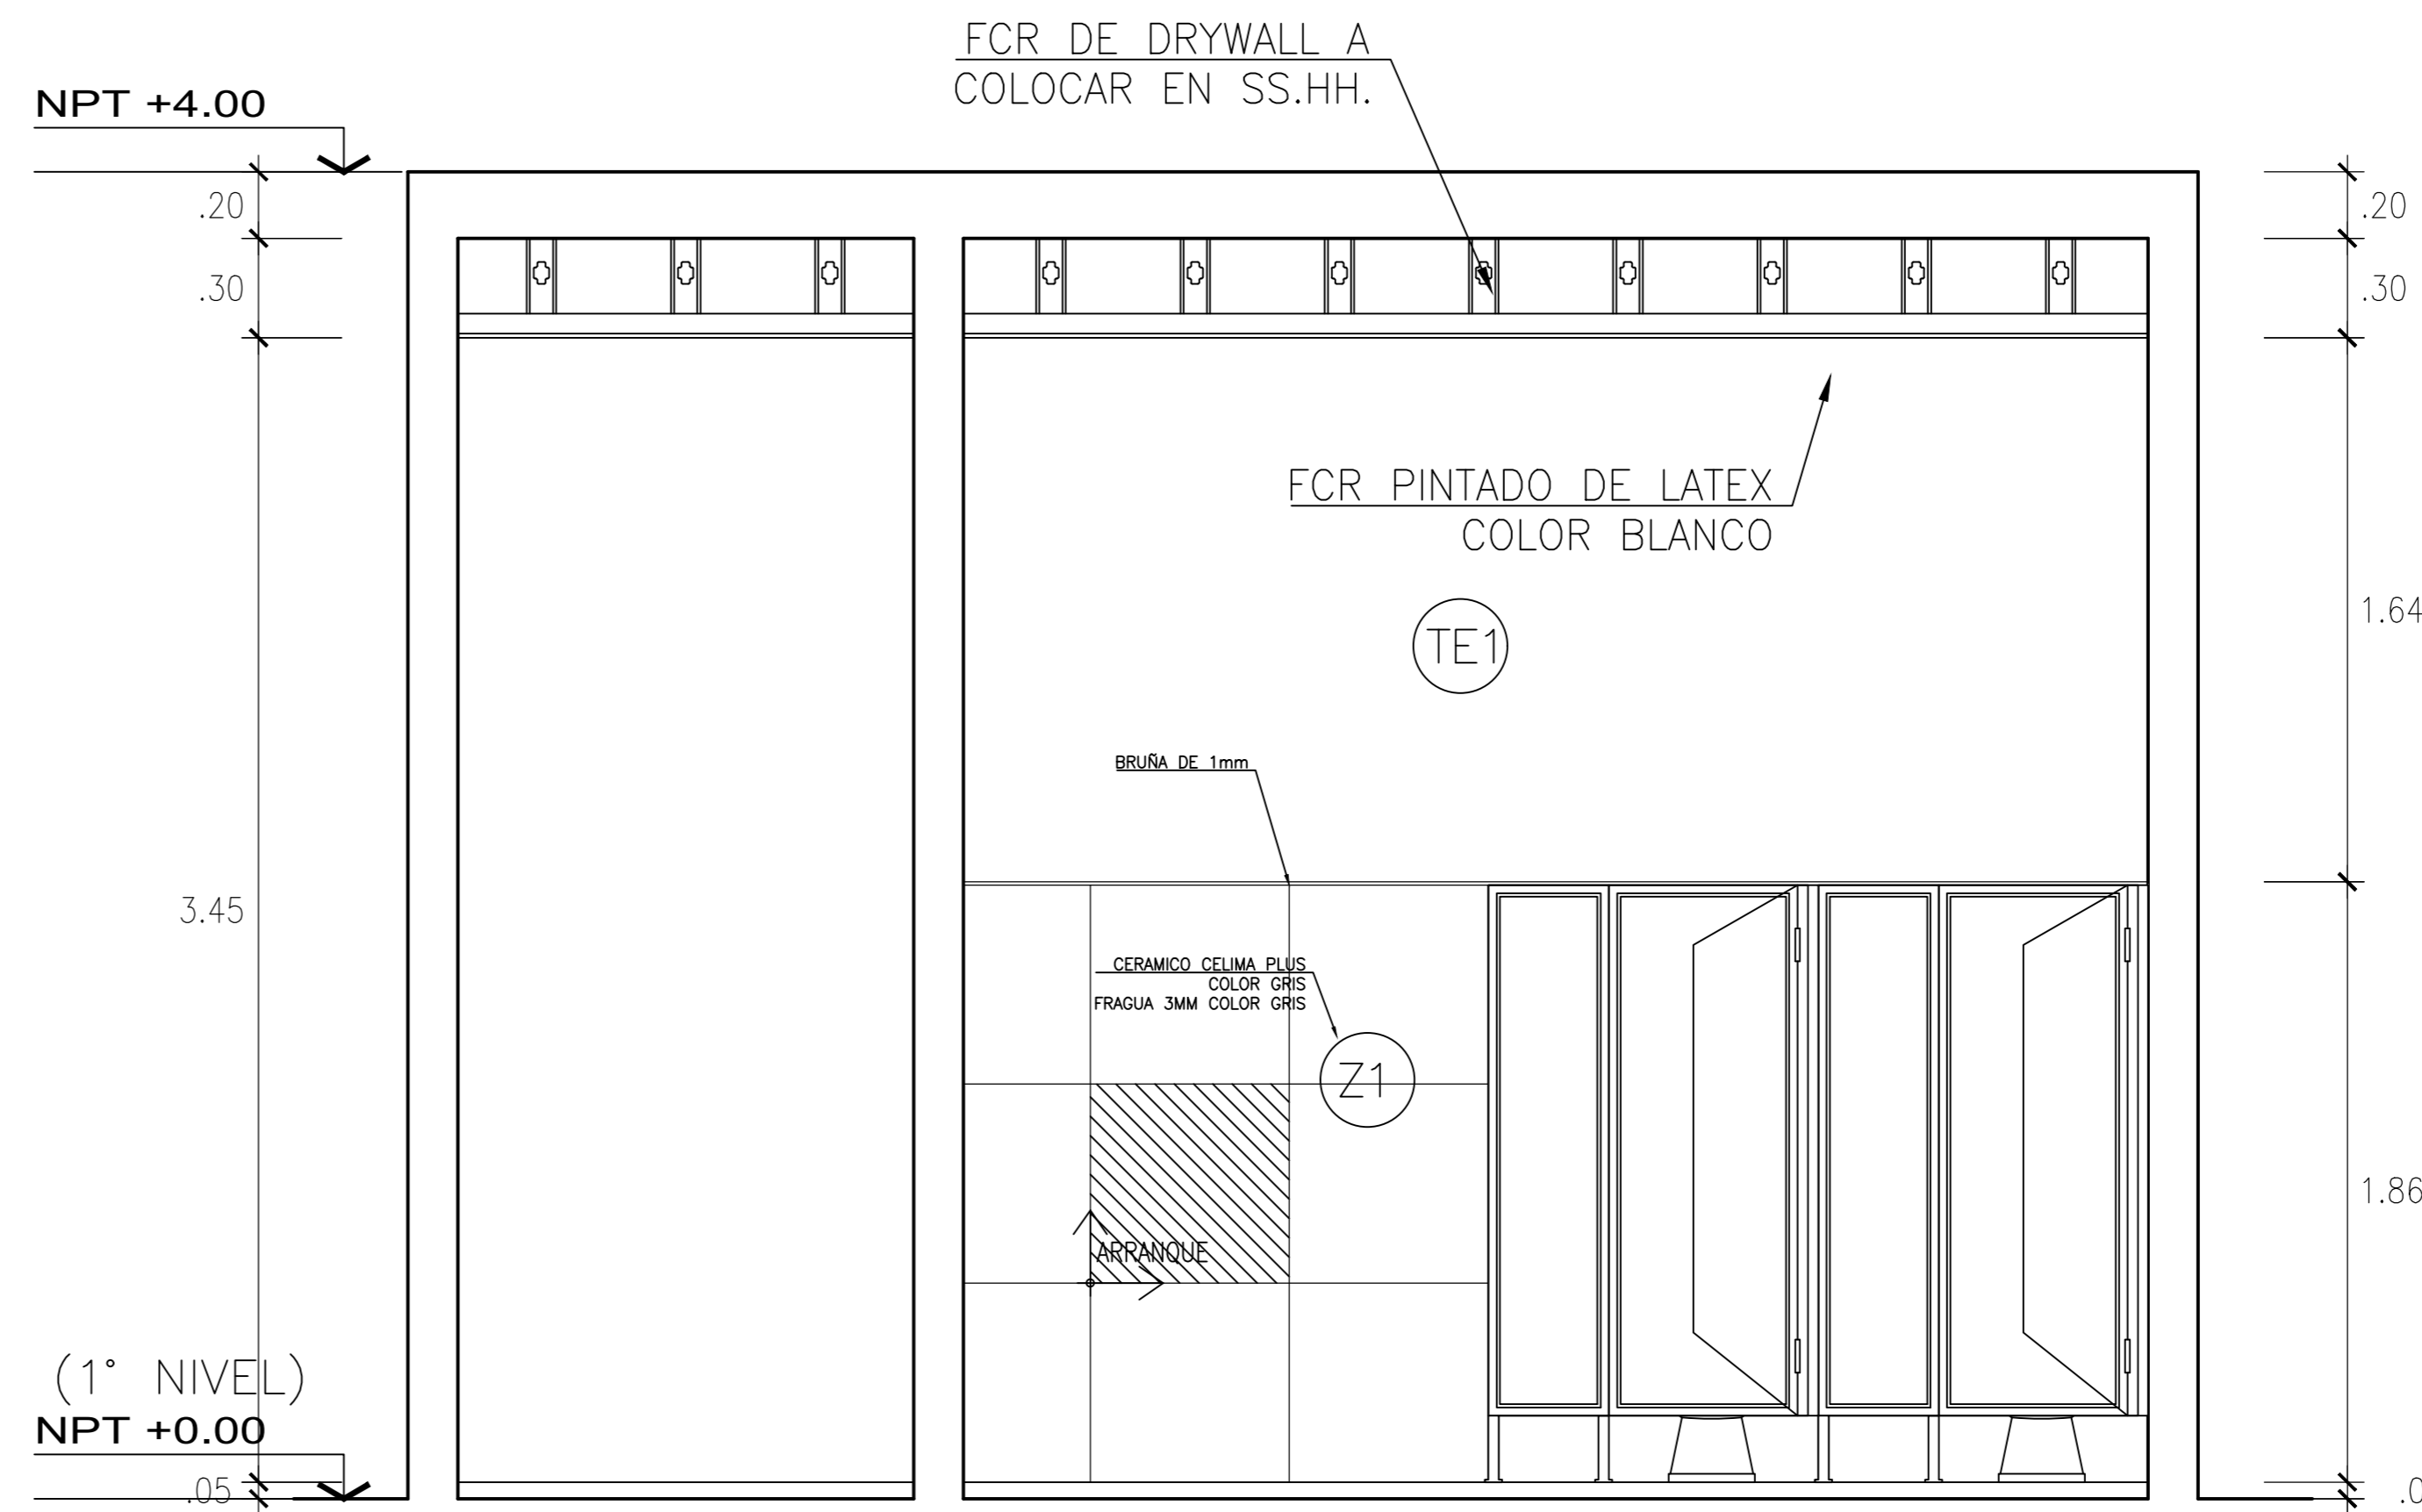 FCR DE DRYWALL A
COLOCAR EN SS.HH.
NPT +4.00
.20
.20
.30
.30
FCR PINTADO DE LATEX
COLOR BLANCO
1.64
TE1
BRUÑA DE 1mm
3.45
CERAMICO CELIMA PLUS
COLOR GRIS
FRAGUA 3MM COLOR GRIS
Z1
1.86
ARRANQUE
(1° NIVEL)
NPT +0.00
.05